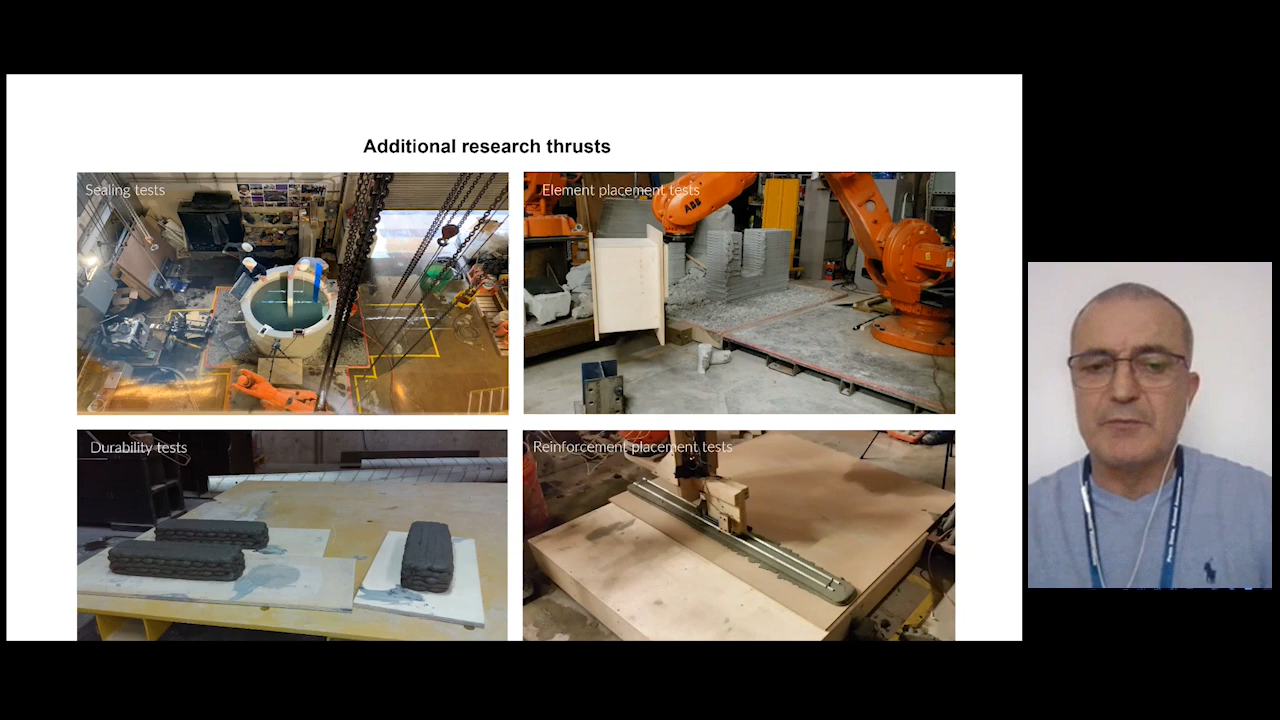 Additional research thrusts
Sealing tests
Element placement tests
ABB
Durability tests
Reinforcement placement tests